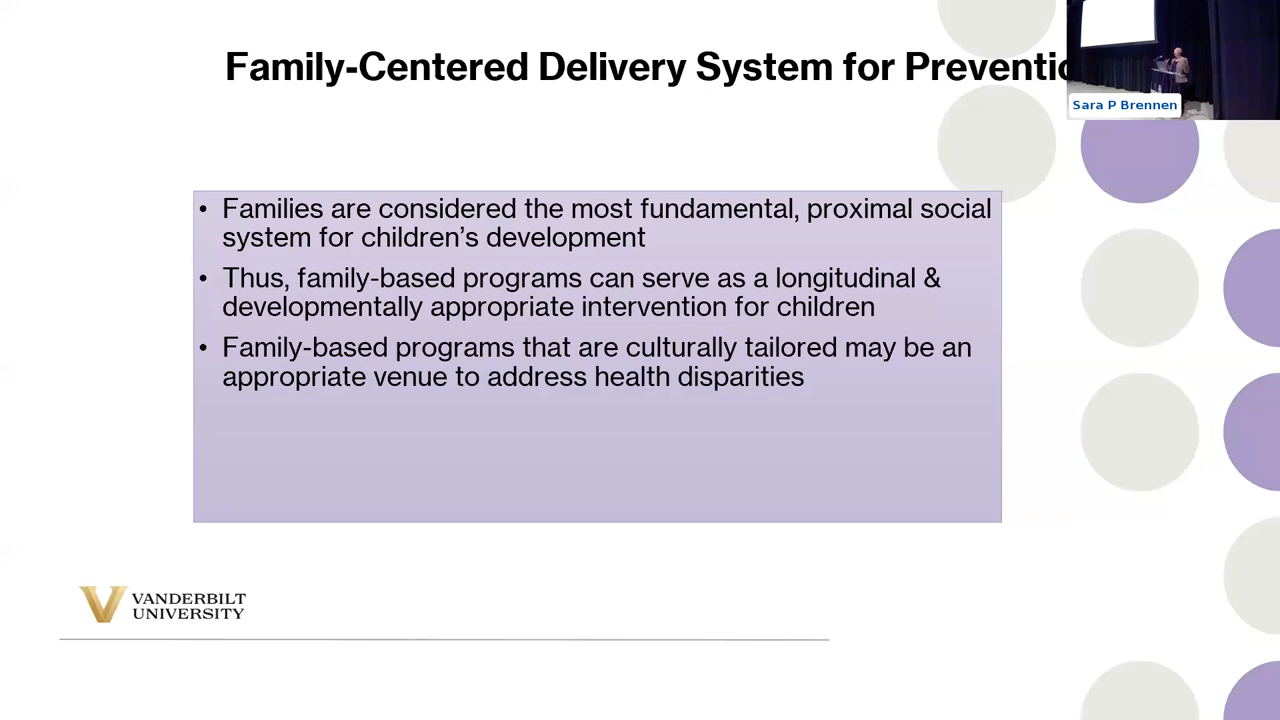 Family-Centered Delivery System for Preventio
Sara P Brennen
• Families are considered the most fundamental, proximal social
system for children’s development
• Thus, family-based programs can serve as a longitudinal &
developmentally appropriate intervention for children
• Family-based programs that are culturally tailored may be an
appropriate venue to address health disparities
VANDERBILT
UNIVERSITY